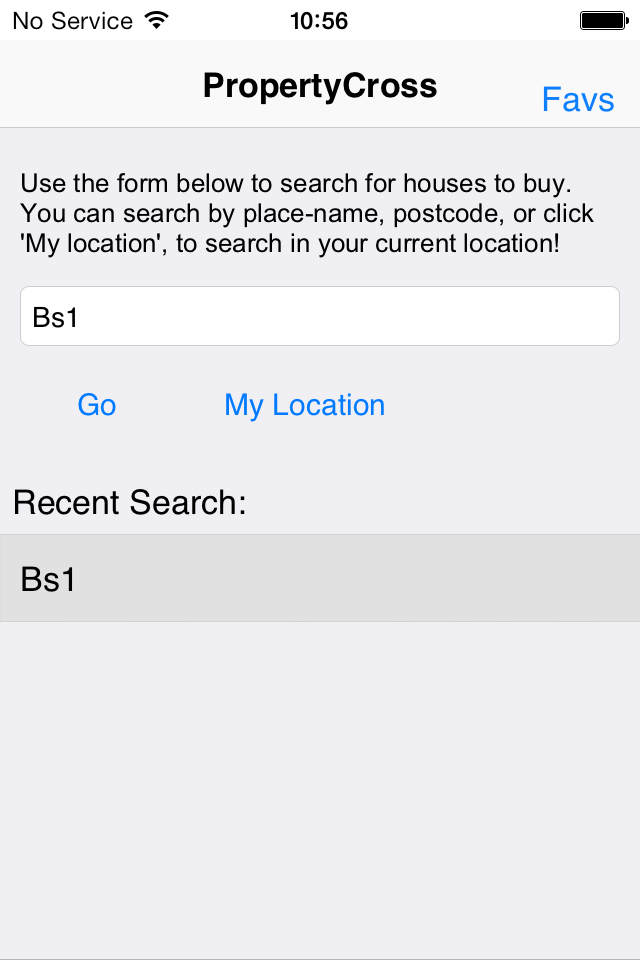 No Service 10:56
PropertyCross
Favs
Use the form below to search for houses to buy.
You can search by place-name, postcode, or click
'My location', to search in your current location!
Bs1
Go My Location
Recent Search:
Bs1